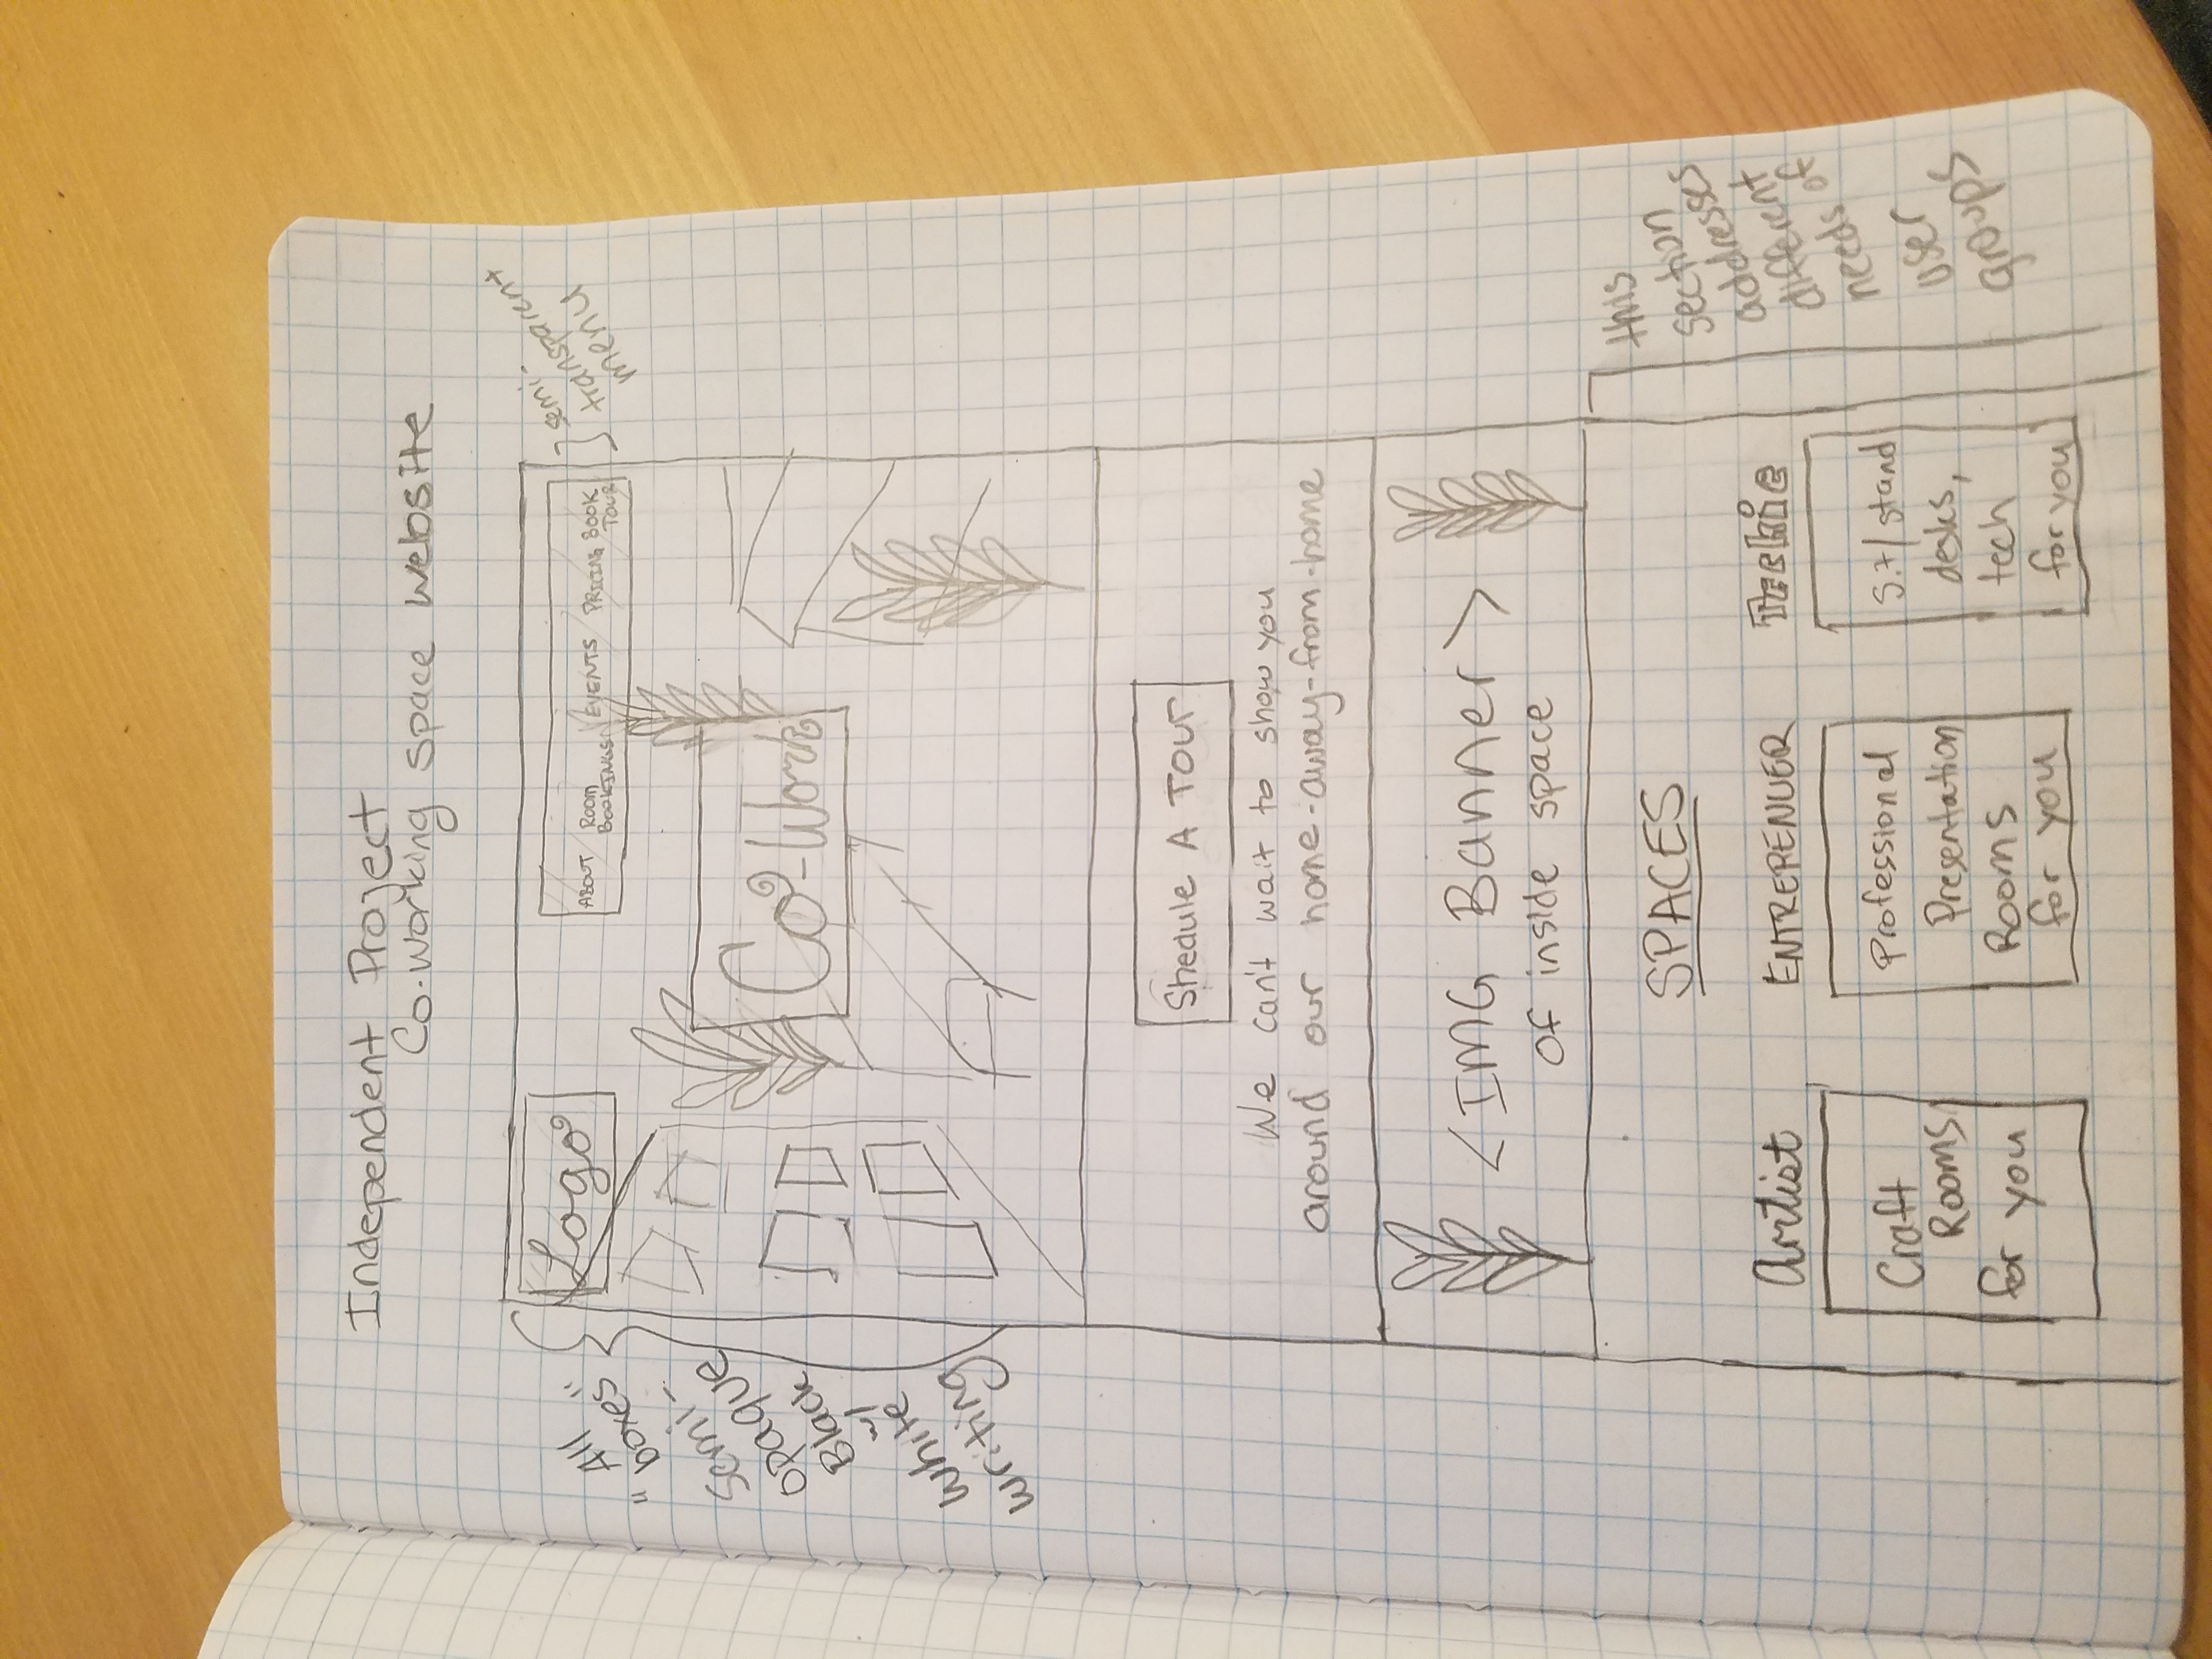 Independent Project
Co-working space website
Logo
ABOUT
ROOM
BOOKINGS
EVENTS
PRICING
BOOK
TOUR
semi-
transparent
menu
"All
boxes"
Semi-
opaque
Black
w/
white
writing
Co-Work
Shedule A Tour
We can't wait to show you
around our home-away-from-home
<IMG Banner>
of inside space
SPACES
Artist
ENTREPENUER
Techie
Craft
Rooms
for you
Professional
Presentation
Rooms
for you
Sit/stand
desks,
tech
for you
this
section
addresses
different
needs of
user
groups